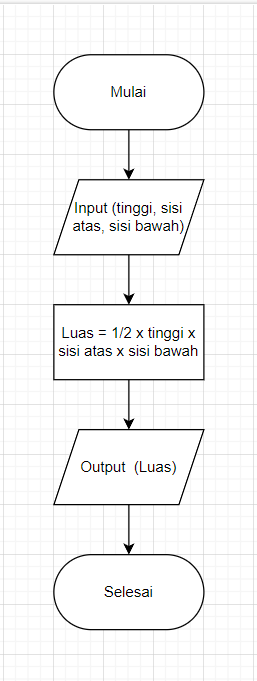 Mulai
Input (tinggi, sisi
atas, sisi bawah)
Luas = 1/2 x tinggi x
sisi atas x sisi bawah
Output  (Luas)
Selesai